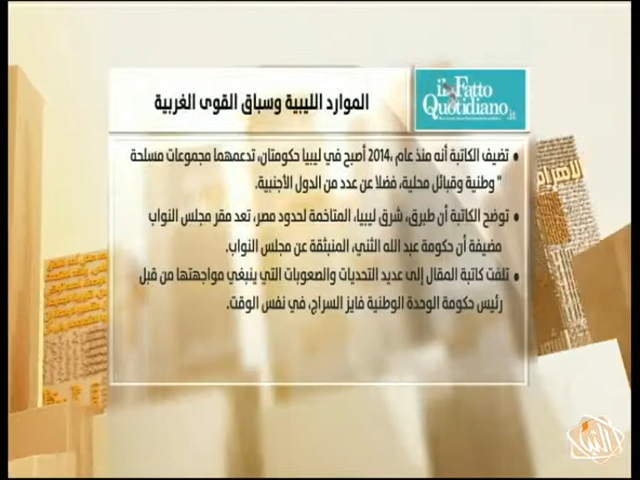 الموارد الليبية وسباق القوى الغربية
il Fatto
Quotidiano.it
• تضيف الكاتبة أنه منذ عام ،2014 أصبح في ليبيا حكومتان، تدعمهما مجموعات مسلحة
" وطنية وقبائل محلية، فضلا عن عدد من الدول الأجنبية.
• توضح الكاتبة أن طبرق، شرق ليبيا، المتاخمة لحدود مصر، تعد مقر مجلس النواب
مضيفة أن حكومة عبد الله الثني، المنبثقة عن مجلس النواب.
• تلفت كاتبة المقال إلى عديد التحديات والصعوبات التي ينبغي مواجهتها من قبل
رئيس حكومة الوحدة الوطنية فايز السراج، في نفس الوقت.
النبأ